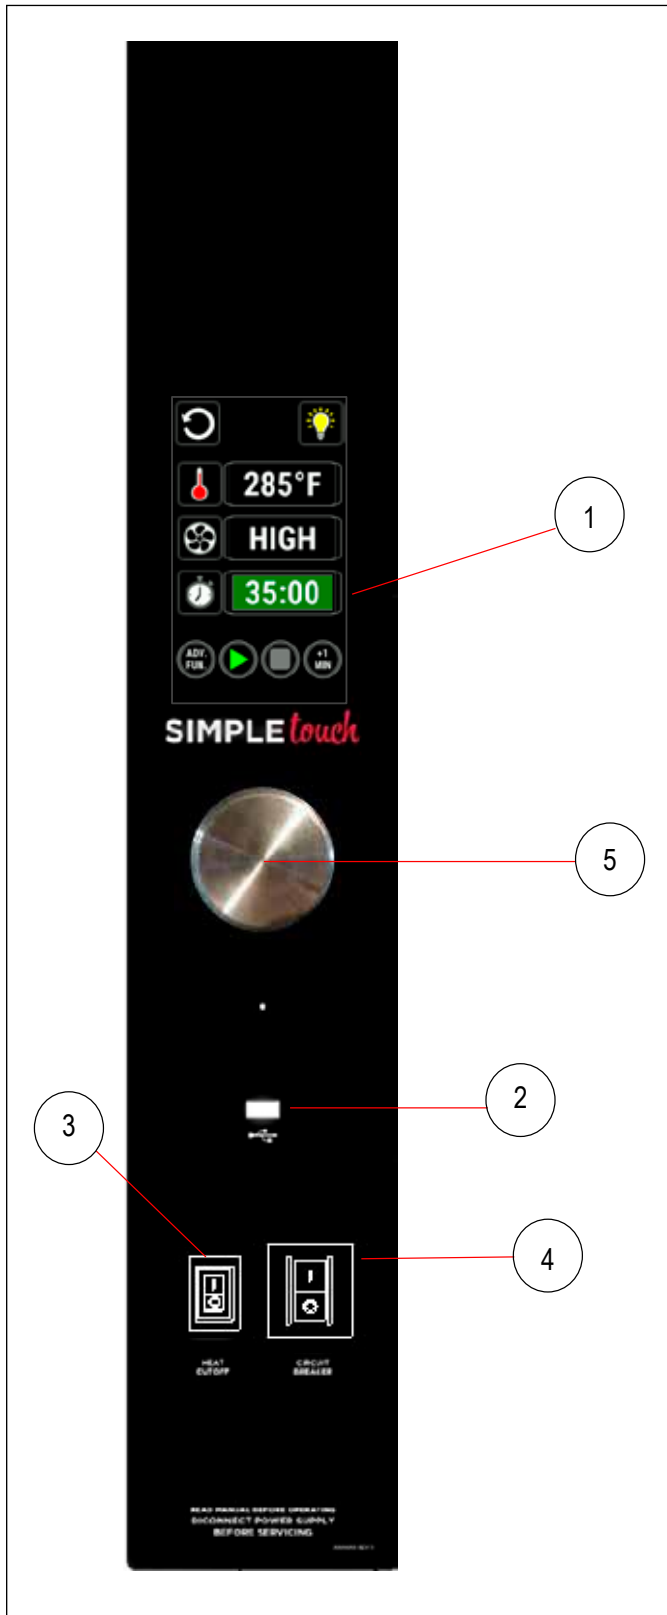 285°F
HIGH
35:00
ADV.
FUN.
+1
MIN
SIMPLE touch
1
5
2
3
4
HEAT
CUTOFF
CIRCUIT
BREAKER
READ MANUAL BEFORE OPERATING
DICONNECT POWER SUPPLY
BEFORE SERVICING